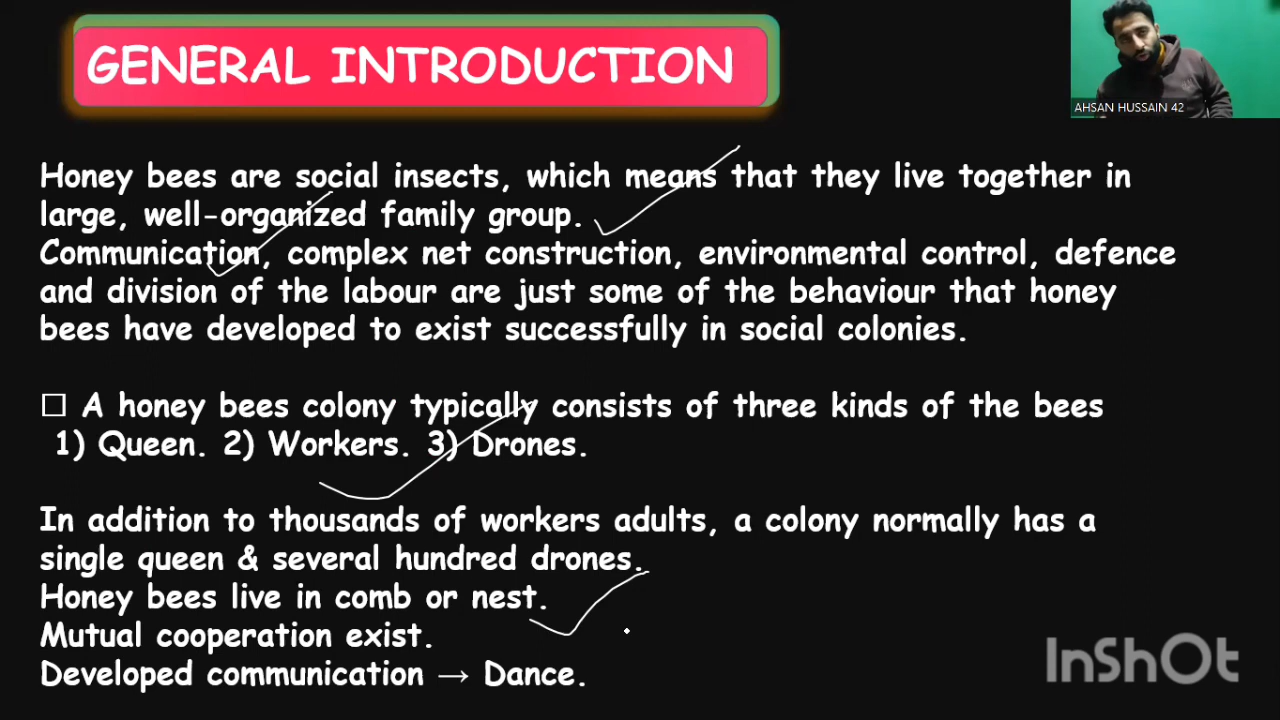 GENERAL INTRODUCTION
AHSAN HUSSAIN 42
Honey bees are social insects, which means that they live together in
large, well-organized family group.
Communication, complex net construction, environmental control, defence
and division of the labour are just some of the behaviour that honey
bees have developed to exist successfully in social colonies.
☐ A honey bees colony typically consists of three kinds of the bees
1) Queen. 2) Workers. 3) Drones.
In addition to thousands of workers adults, a colony normally has a
single queen & several hundred drones.
Honey bees live in comb or nest.
Mutual cooperation exist.
Developed communication → Dance.
InShOt